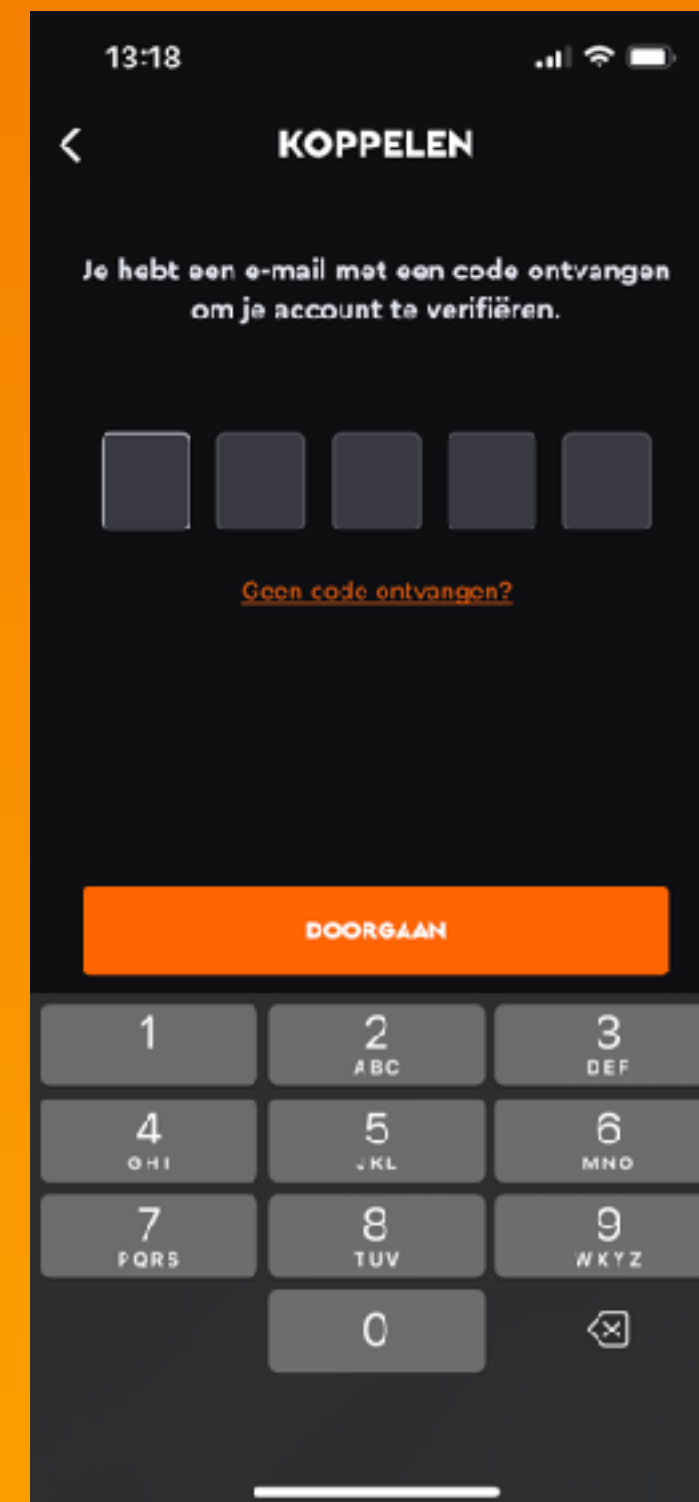 13:18
KOPPELEN
Je hebt een e-mail met een code ontvangen
om je account te verifiëren.
Geen code ontvangen?
DOORGAAN
1
2
ABC
3
DEF
4
GHI
5
JKL
6
MNO
7
PQRS
8
TUV
9
WXYZ
0